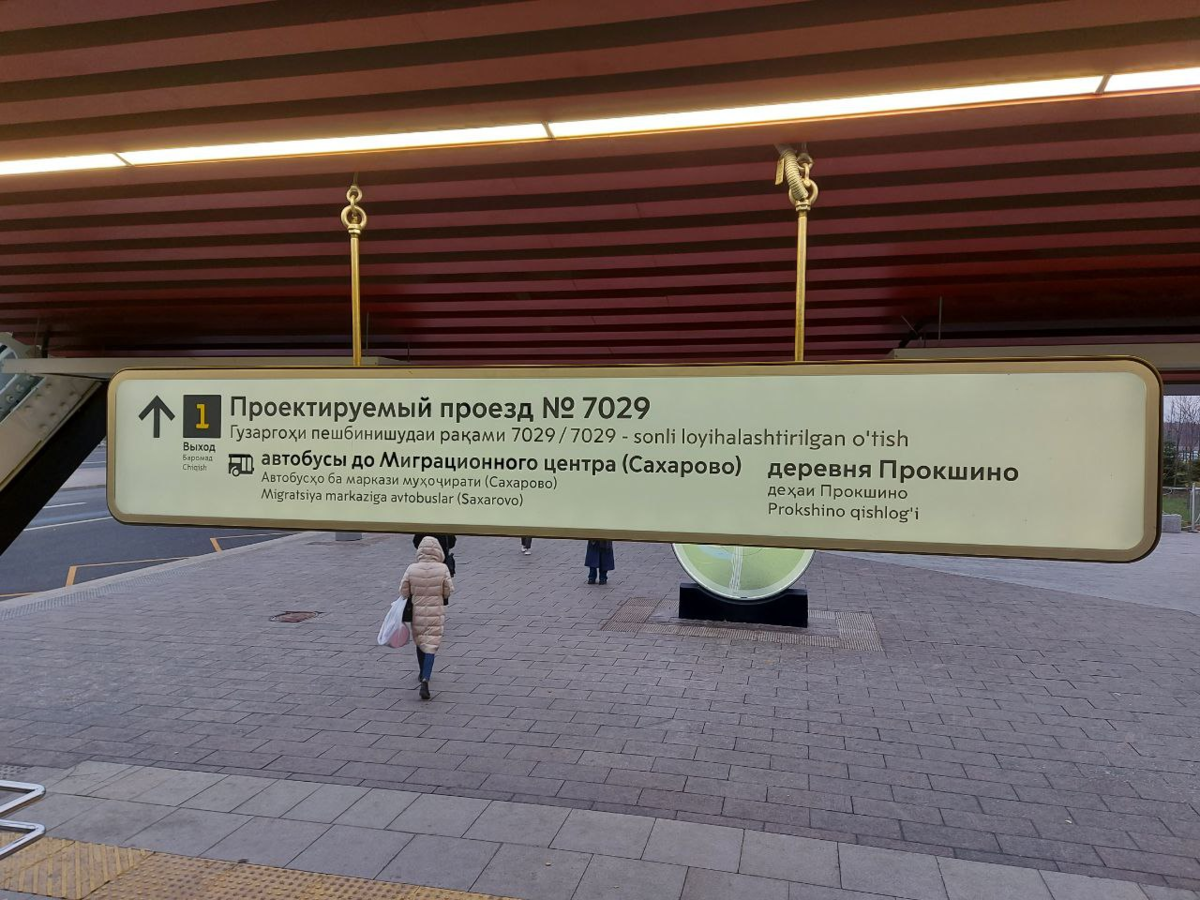 1
Выход
Баромад
Chiqish
Проектируемый проезд № 7029
Гузаргоҳи пешбинишудаи рақами 7029 / 7029 - sonli loyihalashtirilgan o'tish
автобусы до Миграционного центра (Сахарово)
Автобусҳо ба маркази муҳоҷирати (Сахарово)
Migratsiya markaziga avtobuslar (Saxarovo)
деревня Прокшино
деҳаи Прокшино
Prokshino qishlog'i